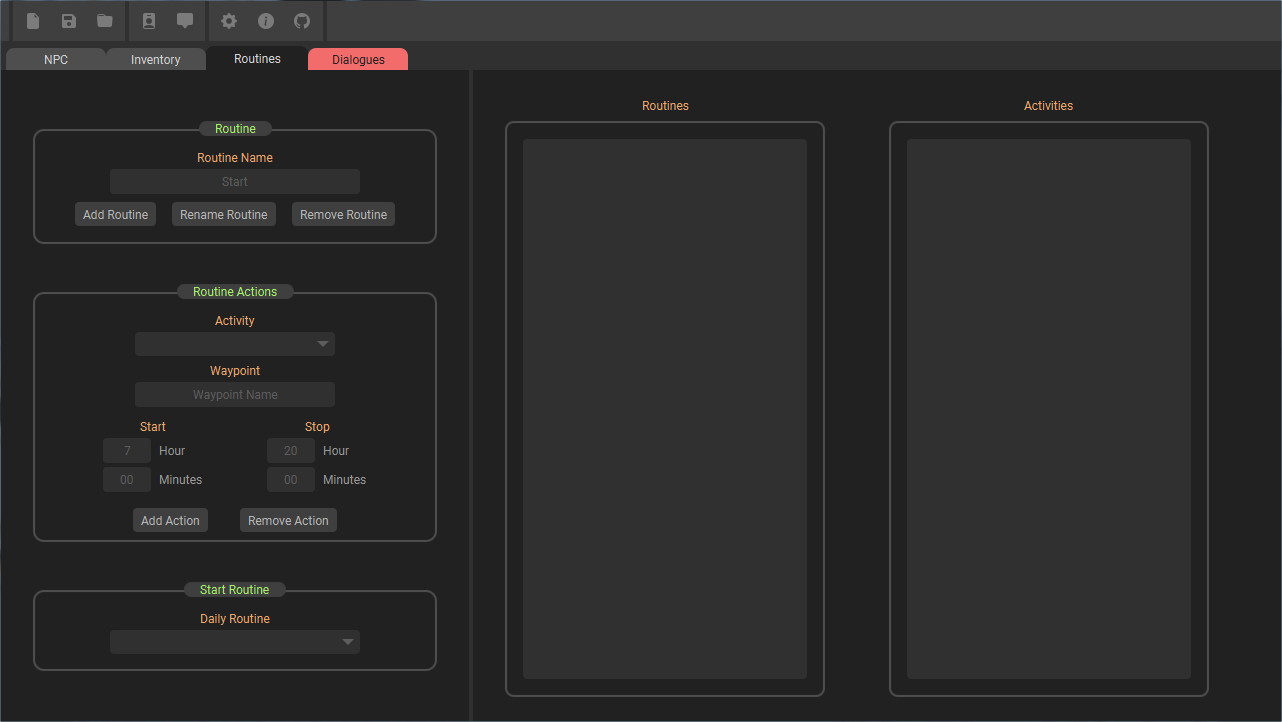 NPC Inventory Routines Dialogues
Routine
Routine Name
Start
Add Routine Rename Routine Remove Routine
Routine Actions
Activity
Waypoint
Waypoint Name
Start Stop
7 Hour 20 Hour
00 Minutes 00 Minutes
Add Action Remove Action
Start Routine
Daily Routine
Routines
Activities